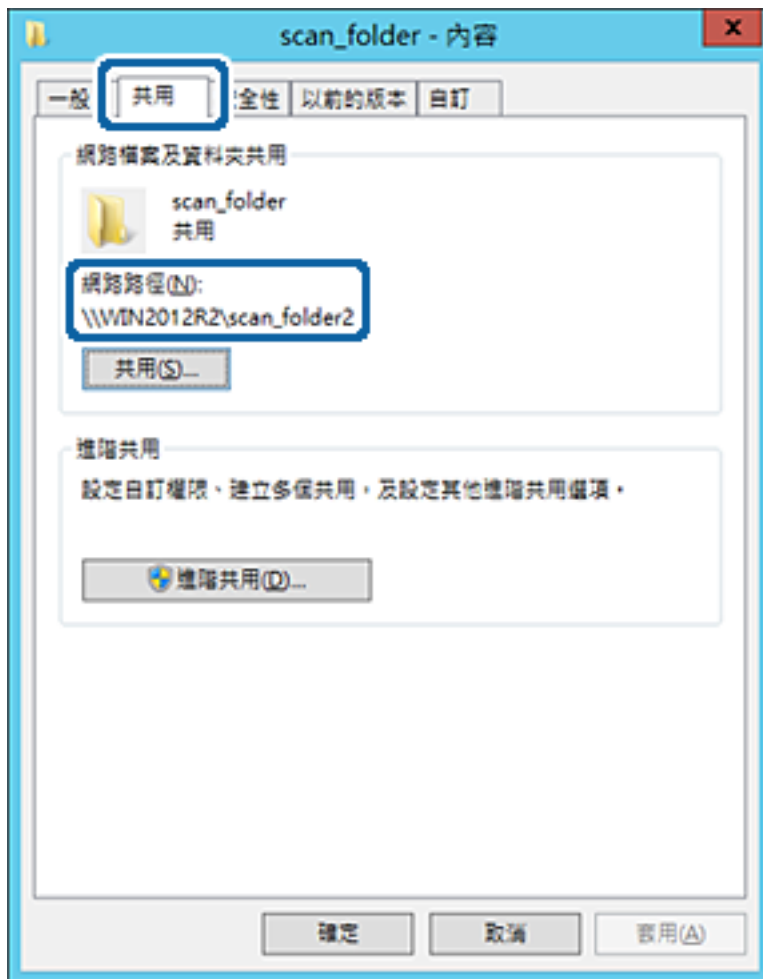 scan_folder - 內容
一般
共用
全性
以前的版本
自訂
網路檔案及資料夾共用
scan_folder
共用
網路路徑(N):
\\WIN2012R2\scan_folder2
共用(S)...
進階共用
設定自訂權限、建立多個共用，及設定其他進階共用選項。
進階共用(D)...
確定
取消
套用(A)